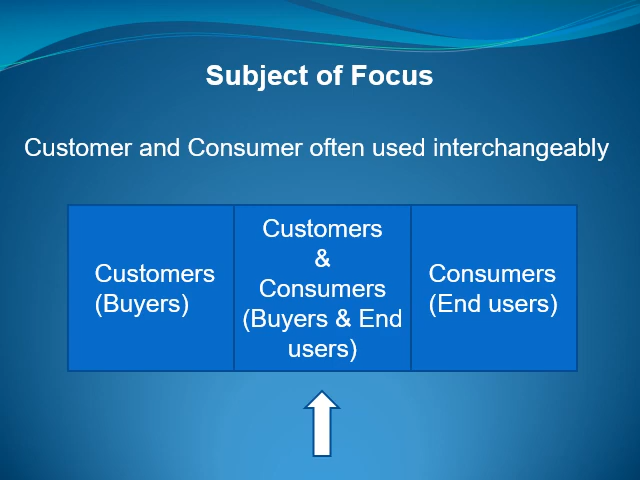 Subject of Focus
Customer and Consumer often used interchangeably
Customers
(Buyers)
Customers
&
Consumers
(Buyers & End
users)
Consumers
(End users)